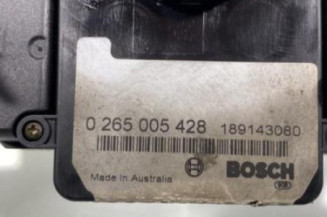 0 265 005 428 189143080
Made in Australia BOSCH